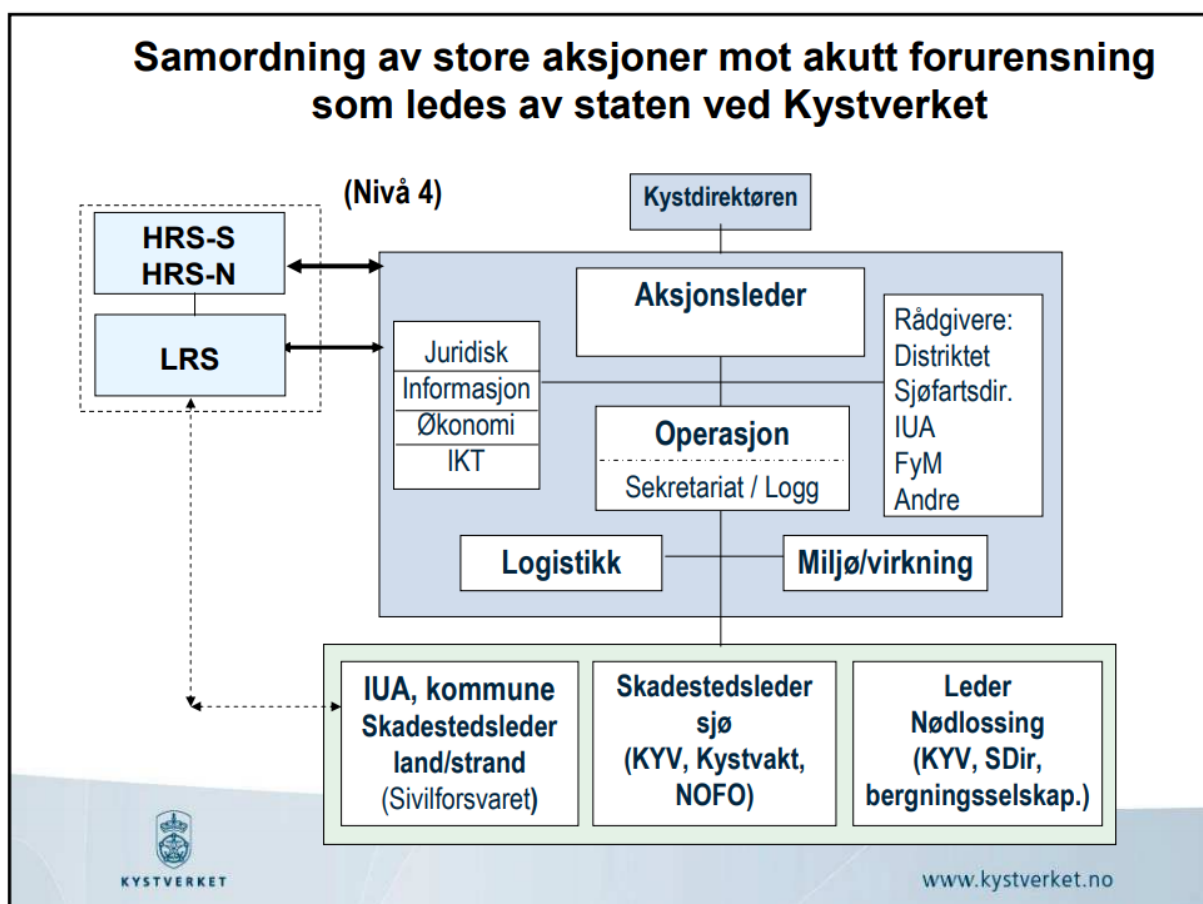 Samordning av store aksjoner mot akutt forurensning
som ledes av staten ved Kystverket
(Nivå 4)
Kystdirektøren
HRS-S
HRS-N
LRS
Aksjonsleder
Juridisk
Informasjon
Økonomi
IKT
Rådgivere:
Distriktet
Sjøfartsdir.
IUA
FyM
Andre
Operasjon
Sekretariat / Logg
Logistikk
Miljø/virkning
IUA, kommune
Skadestedsleder
land/strand
(Sivilforsvaret)
Skadestedsleder
sjø
(KYV, Kystvakt,
NOFO)
Leder
Nødlossing
(KYV, SDir,
bergningsselskap.)
KYSTVERKET
www.kystverket.no